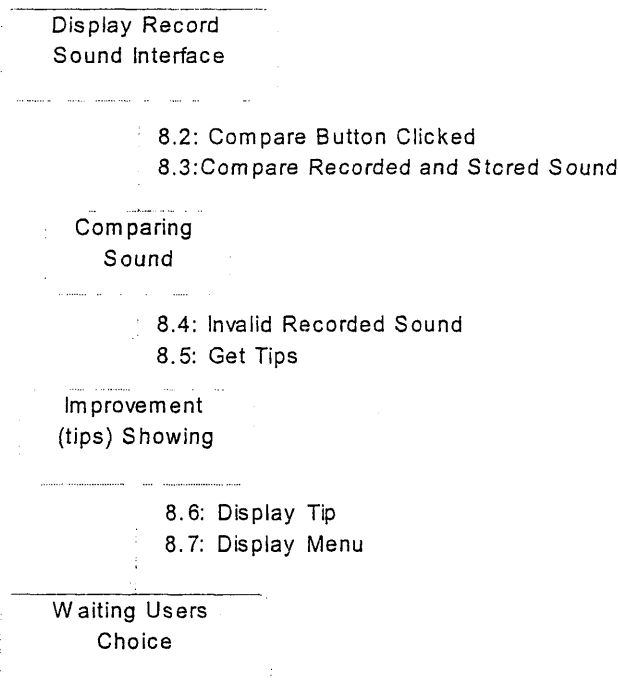 Display Record
Sound Interface
8.2: Compare Button Clicked
8.3:Compare Recorded and Stored Sound
Comparing
Sound
8.4: Invalid Recorded Sound
8.5: Get Tips
Improvement
(tips) Showing
8.6: Display Tip
8.7: Display Menu
Waiting Users
Choice